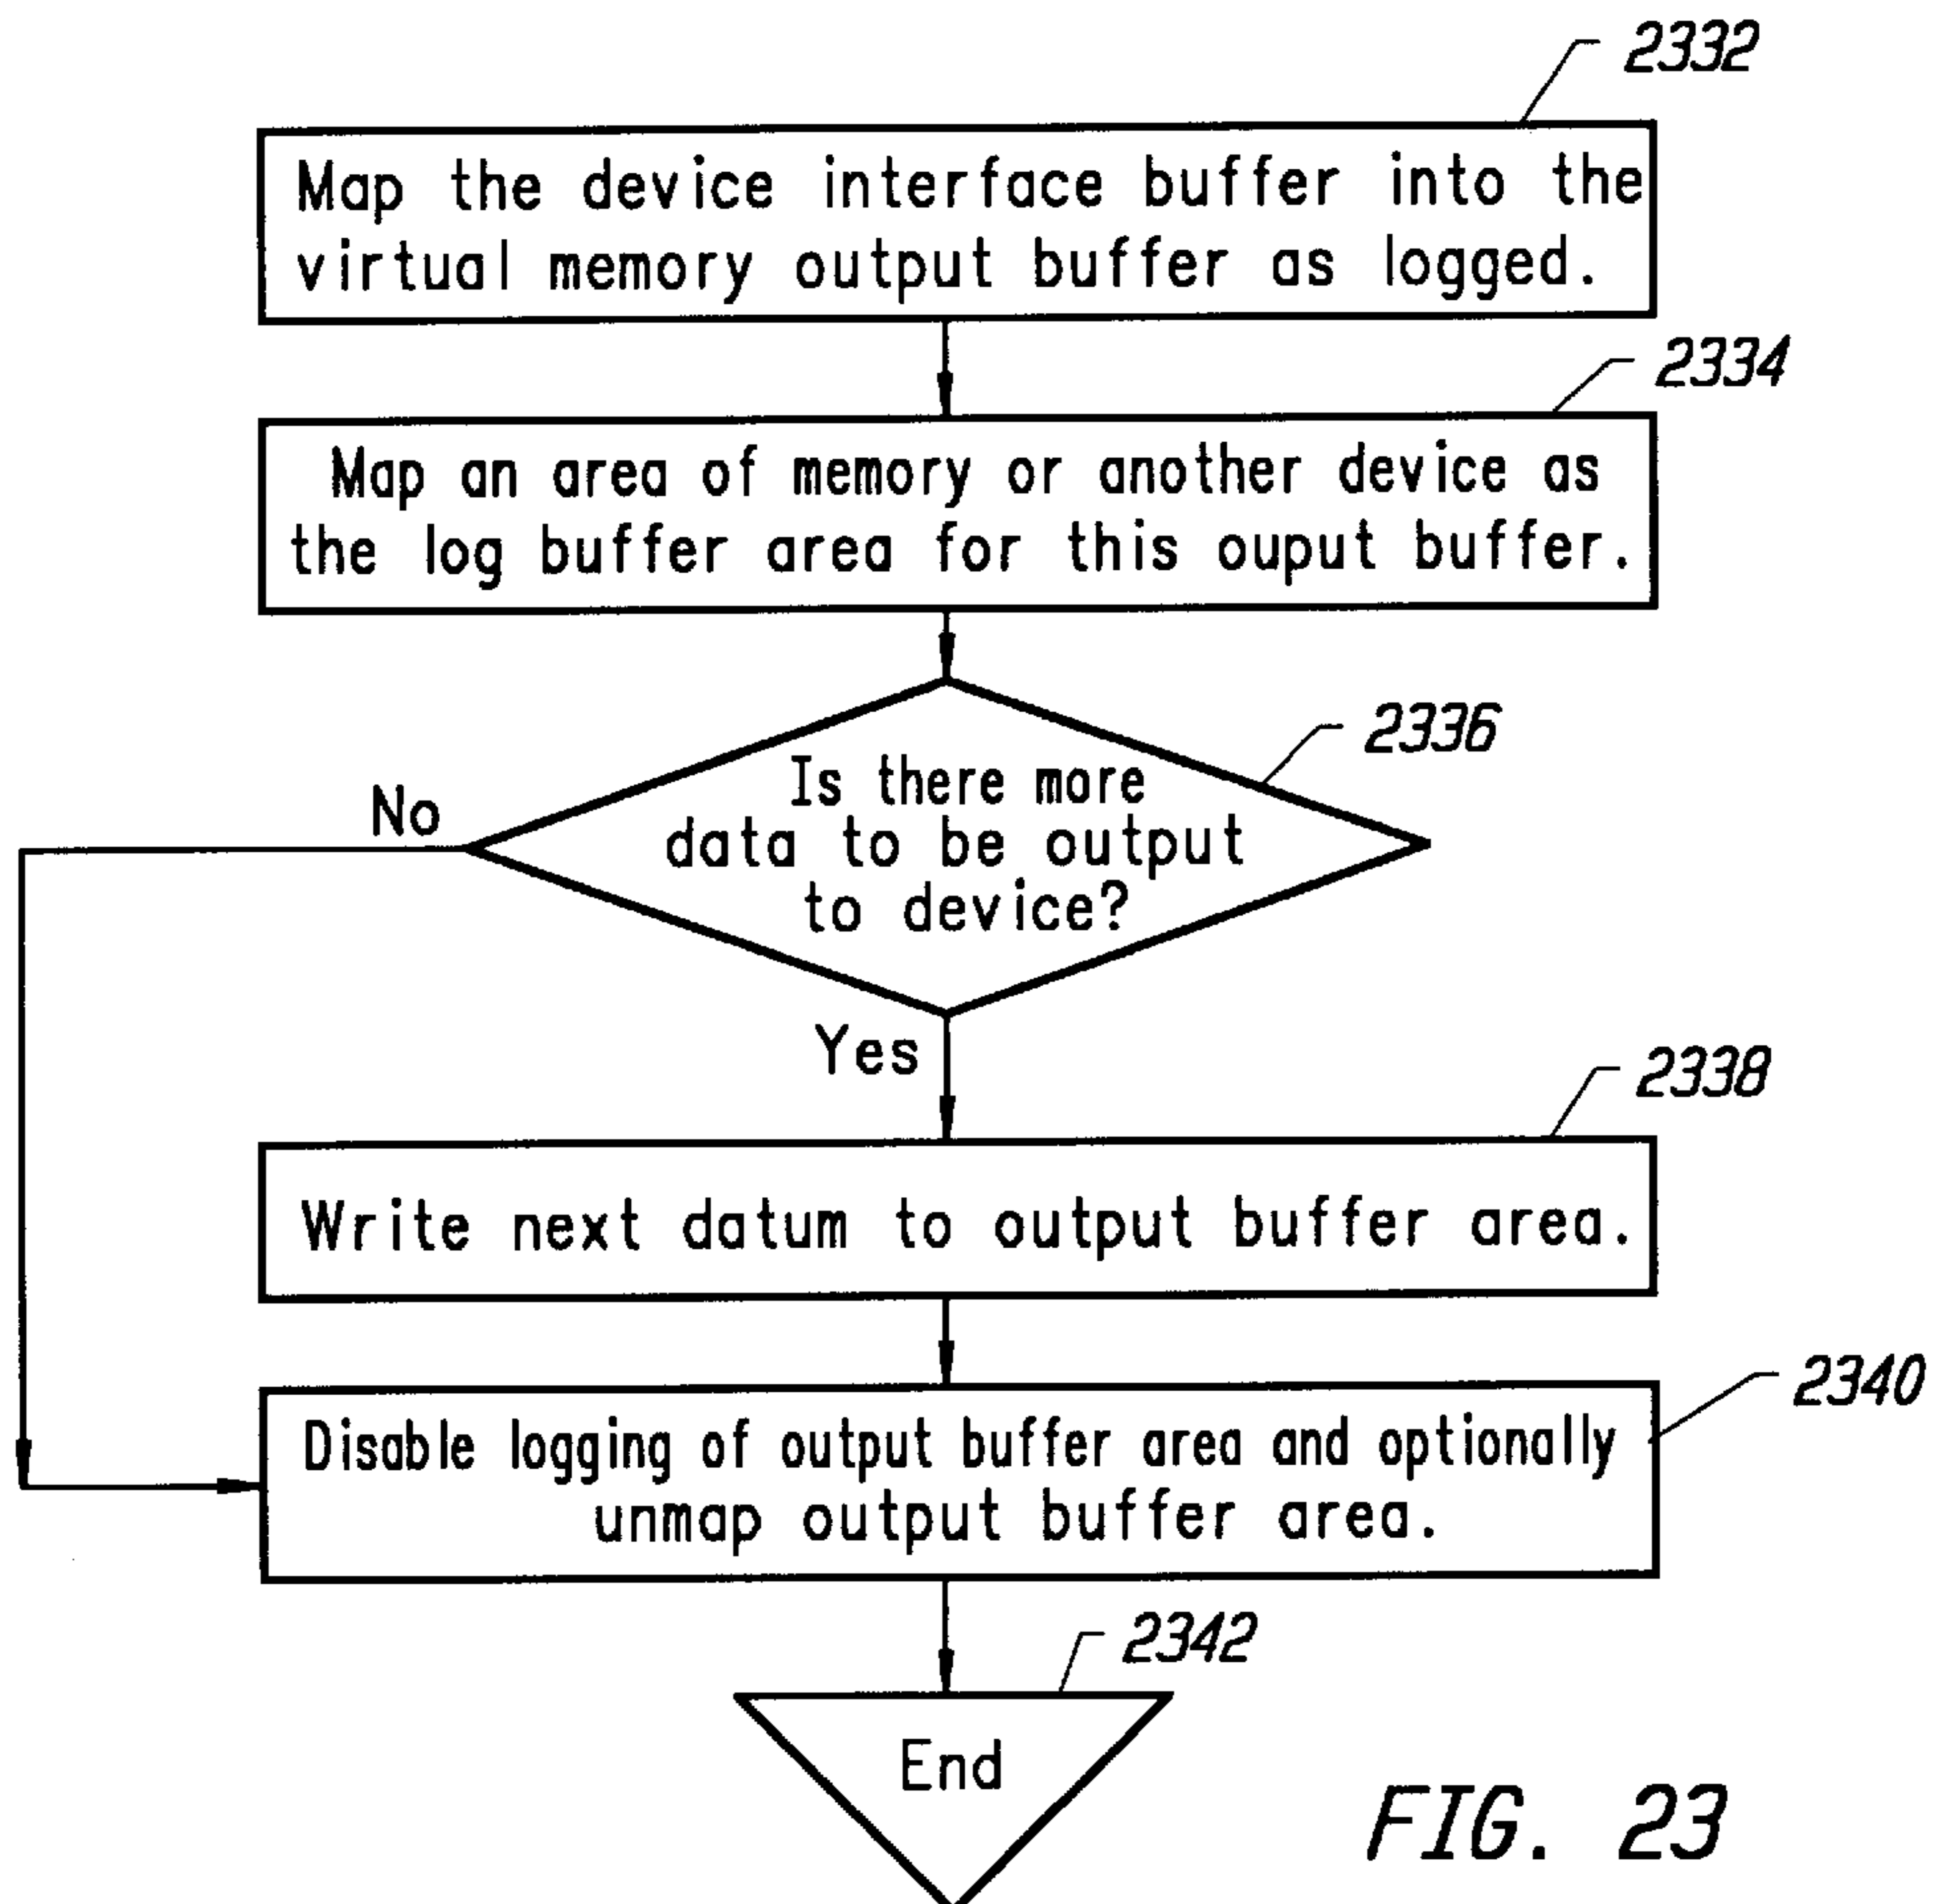 2332
Map the device interface buffer into the
virtual memory output buffer as logged.
2334
Map an area of memory or another device as
the log buffer area for this ouput buffer.
2336
Is there more
data to be output
to device?
No
Yes
2338
Write next datum to output buffer area.
2340
Disable logging of output buffer area and optionally
unmap output buffer area.
2342
End
FIG. 23